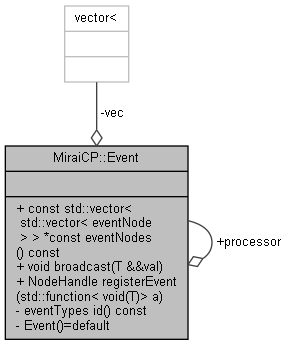 vector<
-vec
MiraiCP::Event
+ const std::vector<
std::vector< eventNode
> > *const eventNodes
() const
+ void broadcast(T &&val)
+ NodeHandle registerEvent
(std::function< void(T)> a)
- eventTypes id() const
- Event()=default
+processor